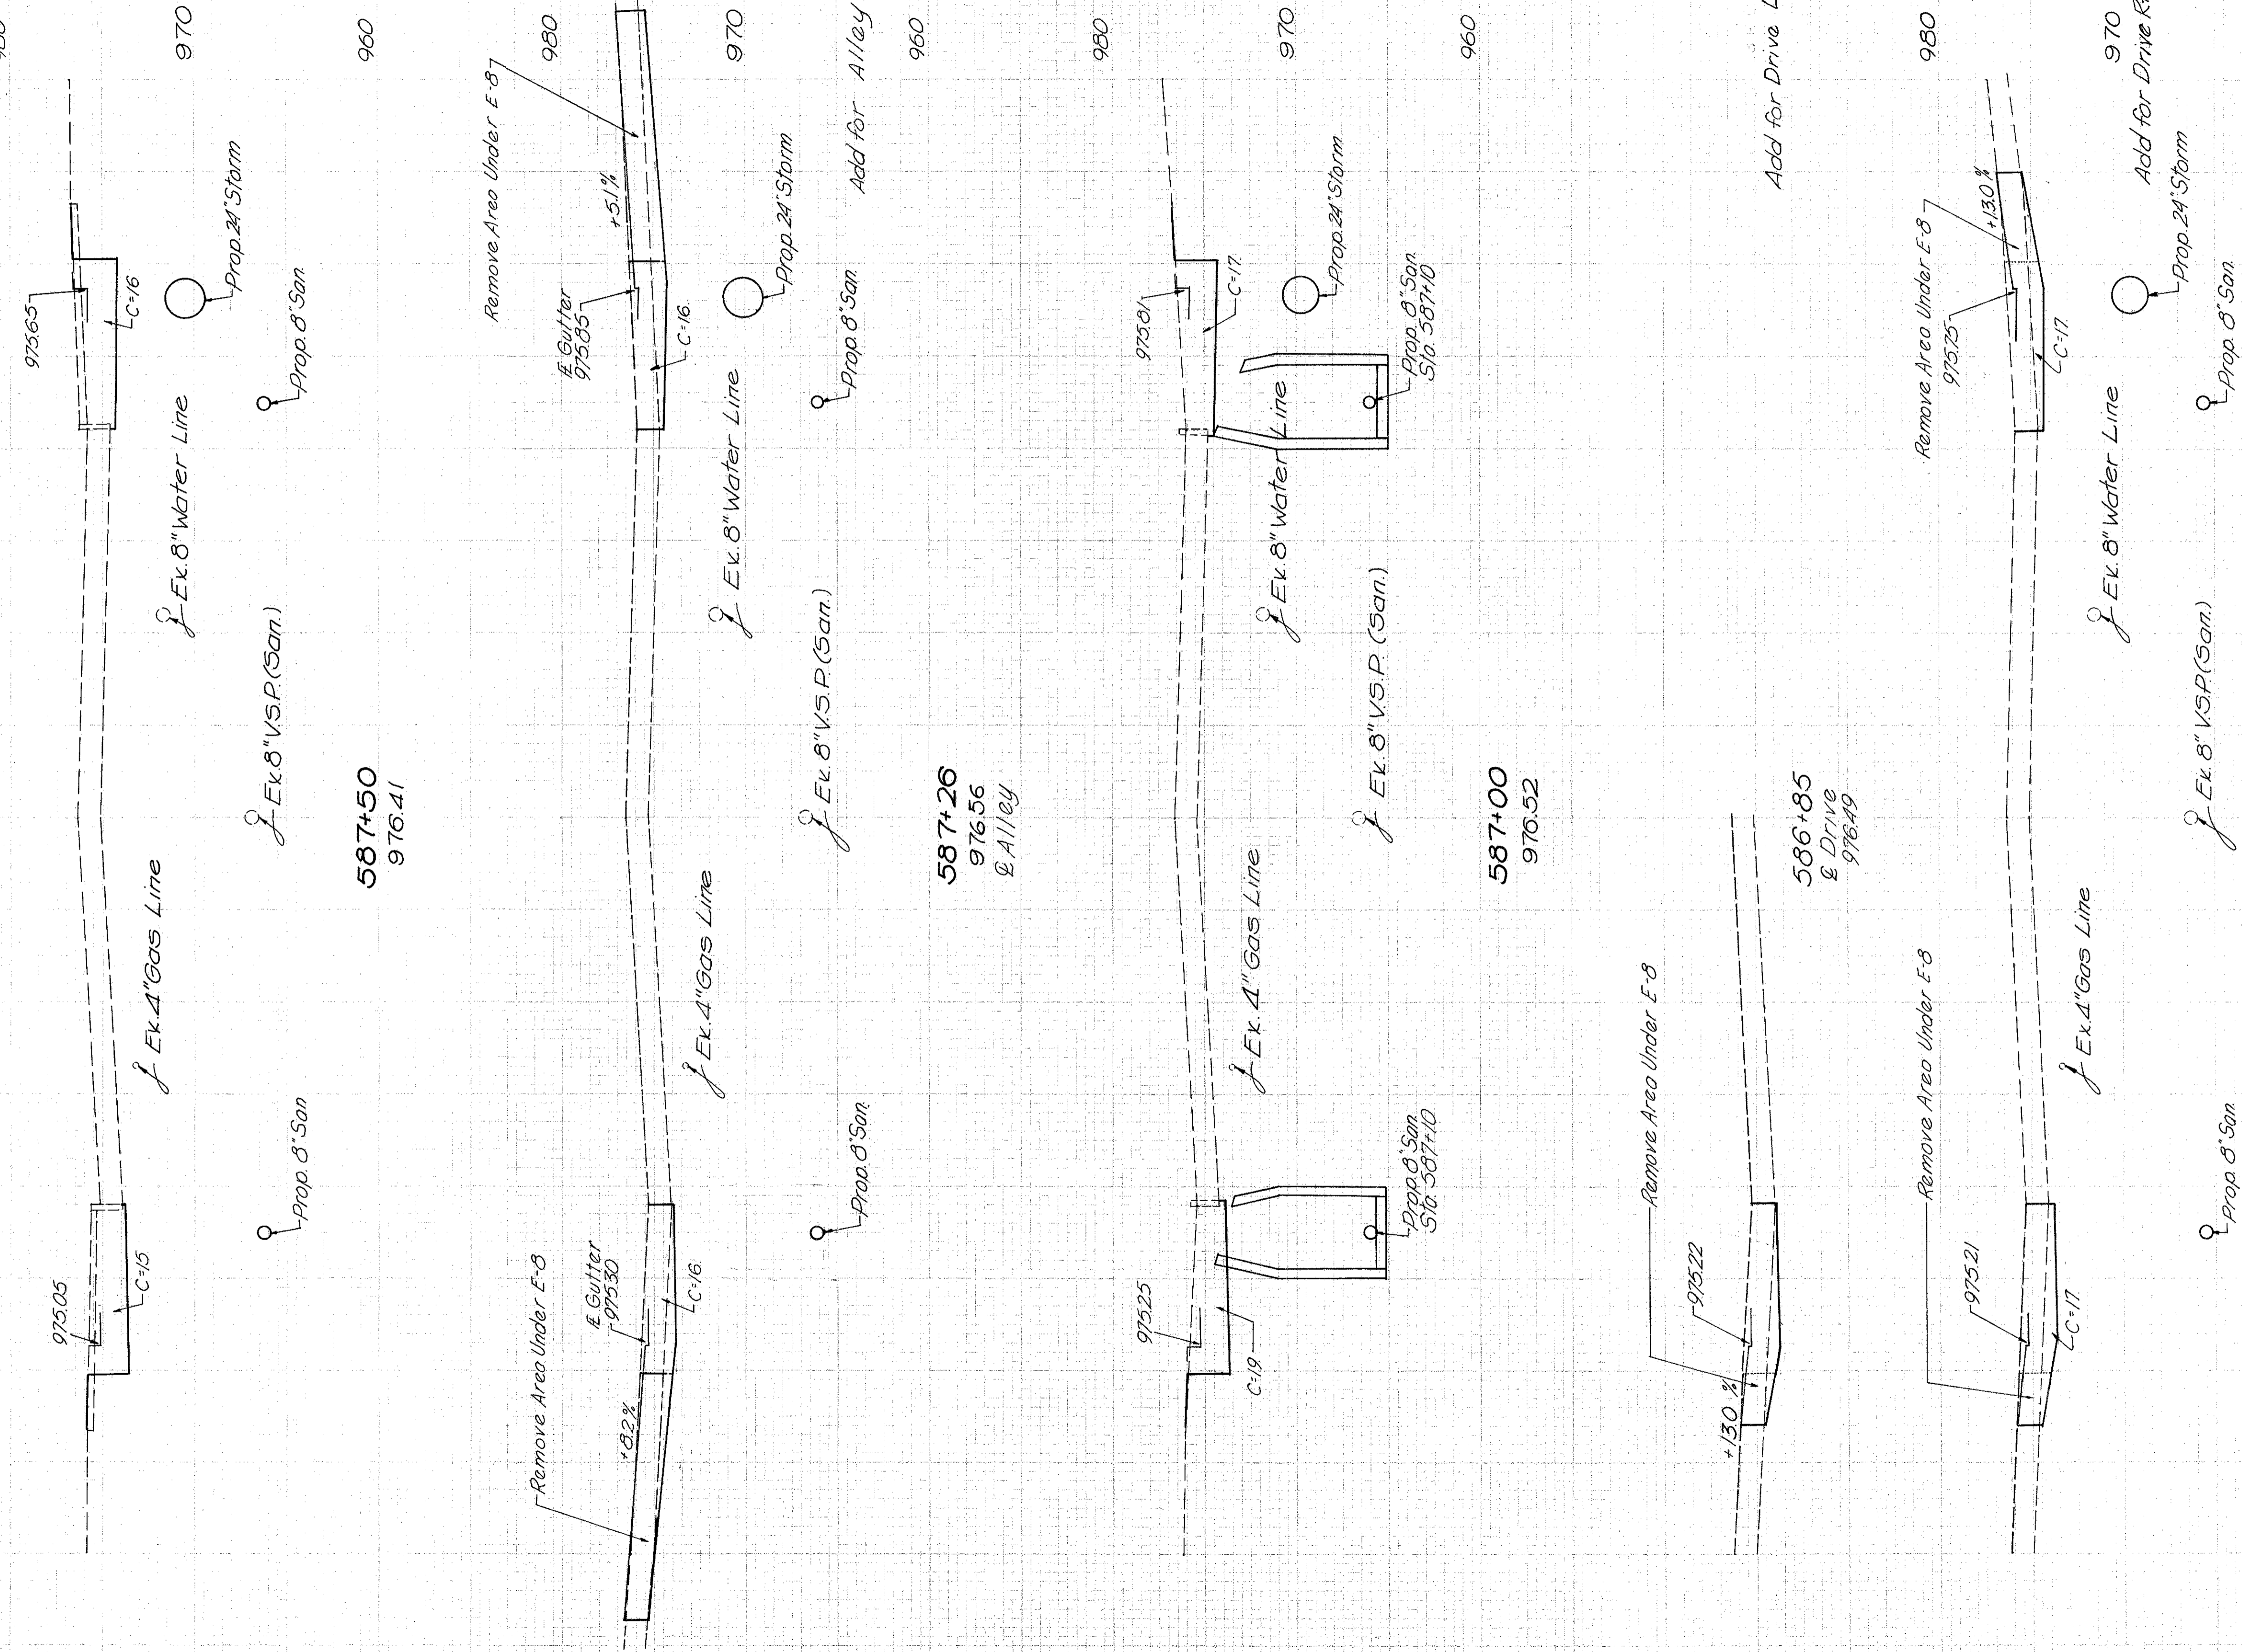 970
960
975.65
C=16
Prop. 24" Storm
Prop. 8" San.
Ex. 8" Water Line
Ex. 8" V.S.P. (San.)
587+50
976.41
Ex. 4" Gas Line
Prop. 8" San
975.05
C=15
980
970
960
Remove Area Under E-8
+5.1%
Gutter
975.85
C=16.
Prop. 24" Storm
Add for Alley
Prop. 8" San.
Ex. 8" Water Line
Ex. 8" V.S.P. (San.)
587+26
976.56
℄ Alley
Ex. 4" Gas Line
Prop. 8" San.
Remove Area Under E-8
Gutter
975.30
+8.2%
C=16.
980
970
960
975.81
C=17.
Prop. 24" Storm
Prop. 8" San.
Sta. 587+10
Ex. 8" Water Line
Ex. 8" V.S.P. (San.)
587+00
976.52
Ex. 4" Gas Line
Prop. 8" San.
Sta. 587+10
975.25
C=19
Add for Drive
586+85
℄ Drive
976.49
Remove Area Under E-8
975.22
+13.0 %
980
970
Add for Drive
+13.0 %
Remove Area Under E-8
975.75
C=17.
Prop. 24" Storm
Prop. 8" San.
Ex. 8" Water Line
Ex. 8" V.S.P. (San.)
Ex. 4" Gas Line
Remove Area Under E-8
975.21
C=17
Prop. 8" San.